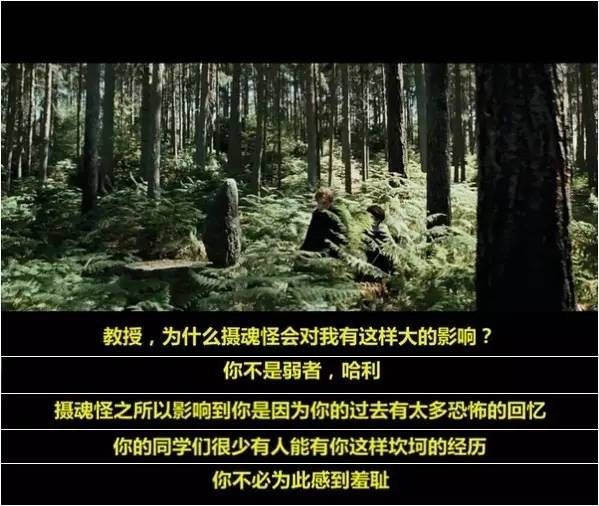 教授，为什么摄魂怪会对我有这样大的影响？
你不是弱者，哈利
摄魂怪之所以影响到你是因为你的过去有太多恐怖的回忆
你的同学们很少有人能有你这样坎坷的经历
你不必为此感到羞耻